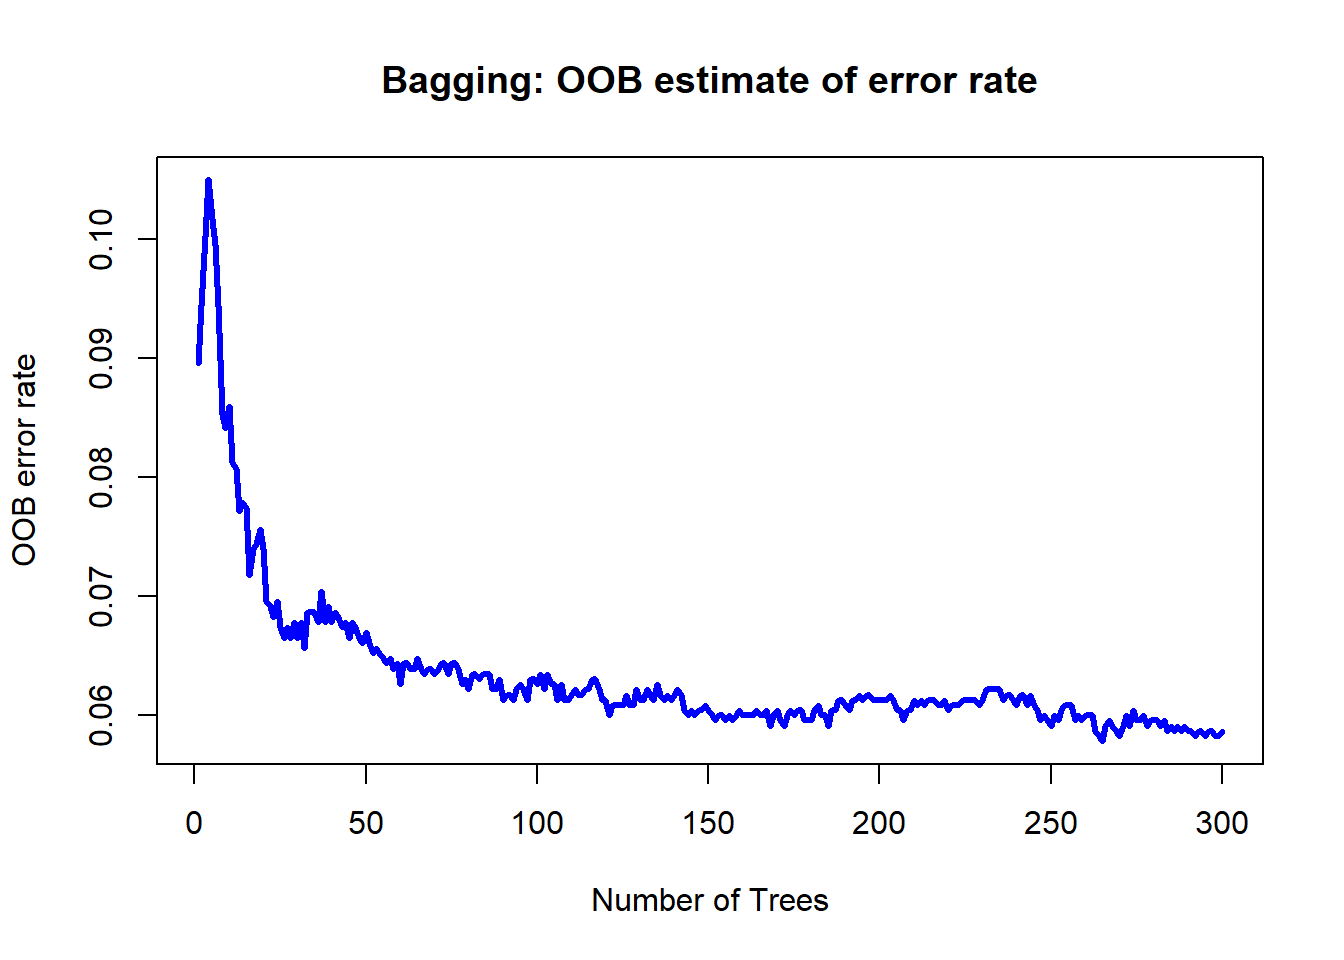 Bagging: OOB estimate of error rate
OOB error rate
0.10
0.09
0.08
0.07
0.06
0 50 100 150 200 250 300
Number of Trees